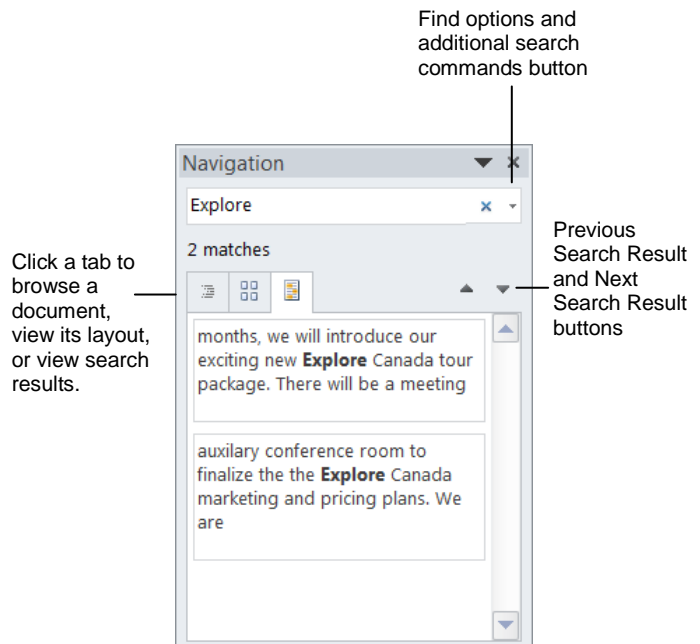 Find options and
additional search
commands button
Navigation
Explore
2 matches
Click a tab to
browse a
document,
view its layout,
or view search
results.
Previous
Search Result
and Next
Search Result
buttons
months, we will introduce our
exciting new Explore Canada tour
package. There will be a meeting
auxilary conference room to
finalize the the Explore Canada
marketing and pricing plans. We
are